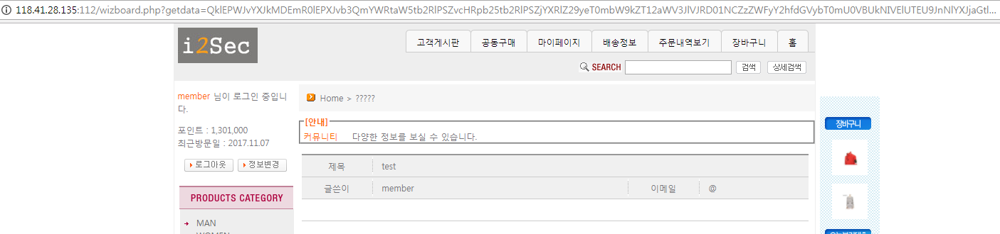 118.41.28.135:112/wizboard.php?getdata=QklEPWJvYXJkMDEmR0lEPXJvb3QmYWRtaW5tb2RlPSZvcHRpb25tb2RlPSZjYXRlZ29yeT0mbW9kZT12aWV3JlVJRD01NCZzZWFyY2hfdGVybT0mU0VBUkNIVElUTEU9JnNlYXJjaGtl...
i2Sec
고객게시판 공동구매 마이페이지 배송정보 주문내역보기 장바구니 홈
SEARCH 검색 상세검색
member 님이 로그인 중입니
다.
포인트 : 1,301,000
최근방문일 : 2017.11.07
로그아웃 정보변경
PRODUCTS CATEGORY
MAN
WOMEN
Home > ?????
[안내]
커뮤니티 다양한 정보를 보실 수 있습니다.
제목 test
글쓴이 member 이메일 @
장바구니